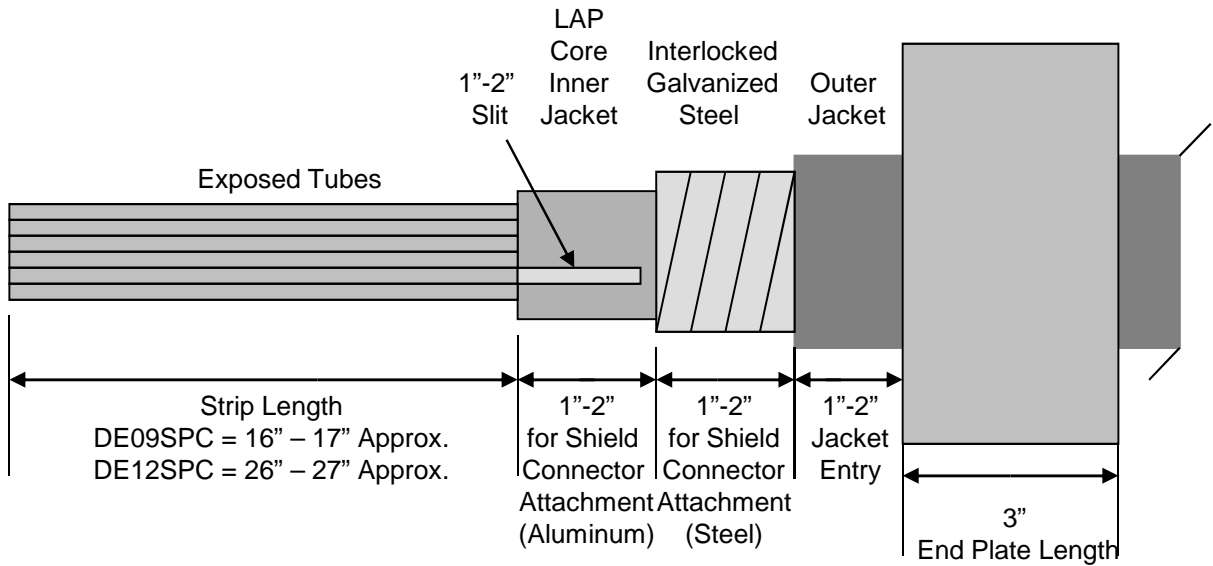 LAP
Core
Inner
Jacket
Interlocked
Galvanized
Steel
1”-2”
Slit
Outer
Jacket
Exposed Tubes
Strip Length
DE09SPC = 16” – 17” Approx.
DE12SPC = 26” – 27” Approx.
1”-2”
for Shield
Connector
Attachment
(Aluminum)
1”-2”
for Shield
Connector
Attachment
(Steel)
1”-2”
Jacket
Entry
3”
End Plate Length